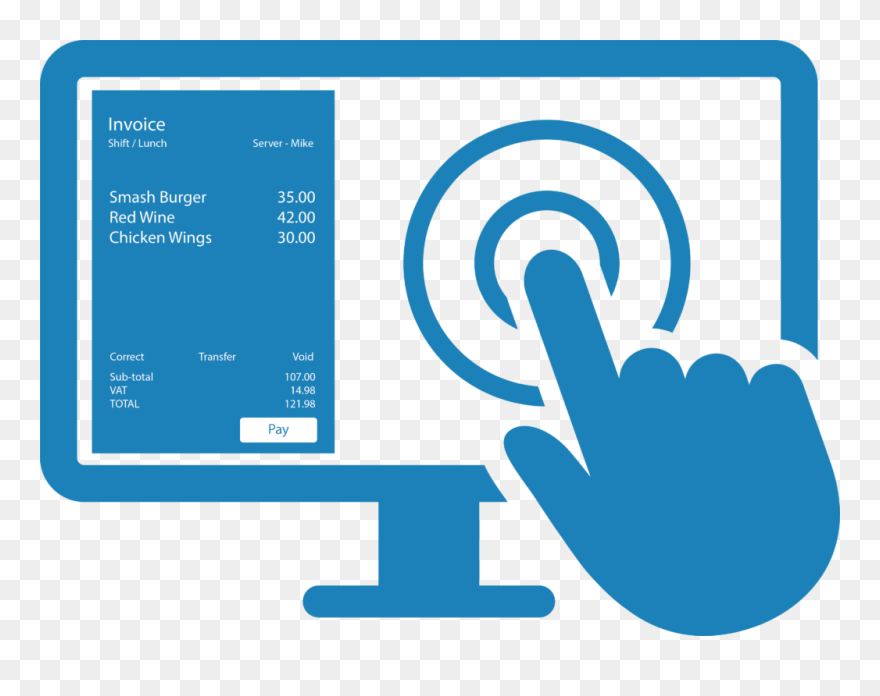 Invoice
Shift / Lunch Server - Mike
Smash Burger 35.00
Red Wine 42.00
Chicken Wings 30.00
Correct Transfer Void
Sub-total 107.00
VAT 14.98
TOTAL 121.98
Pay